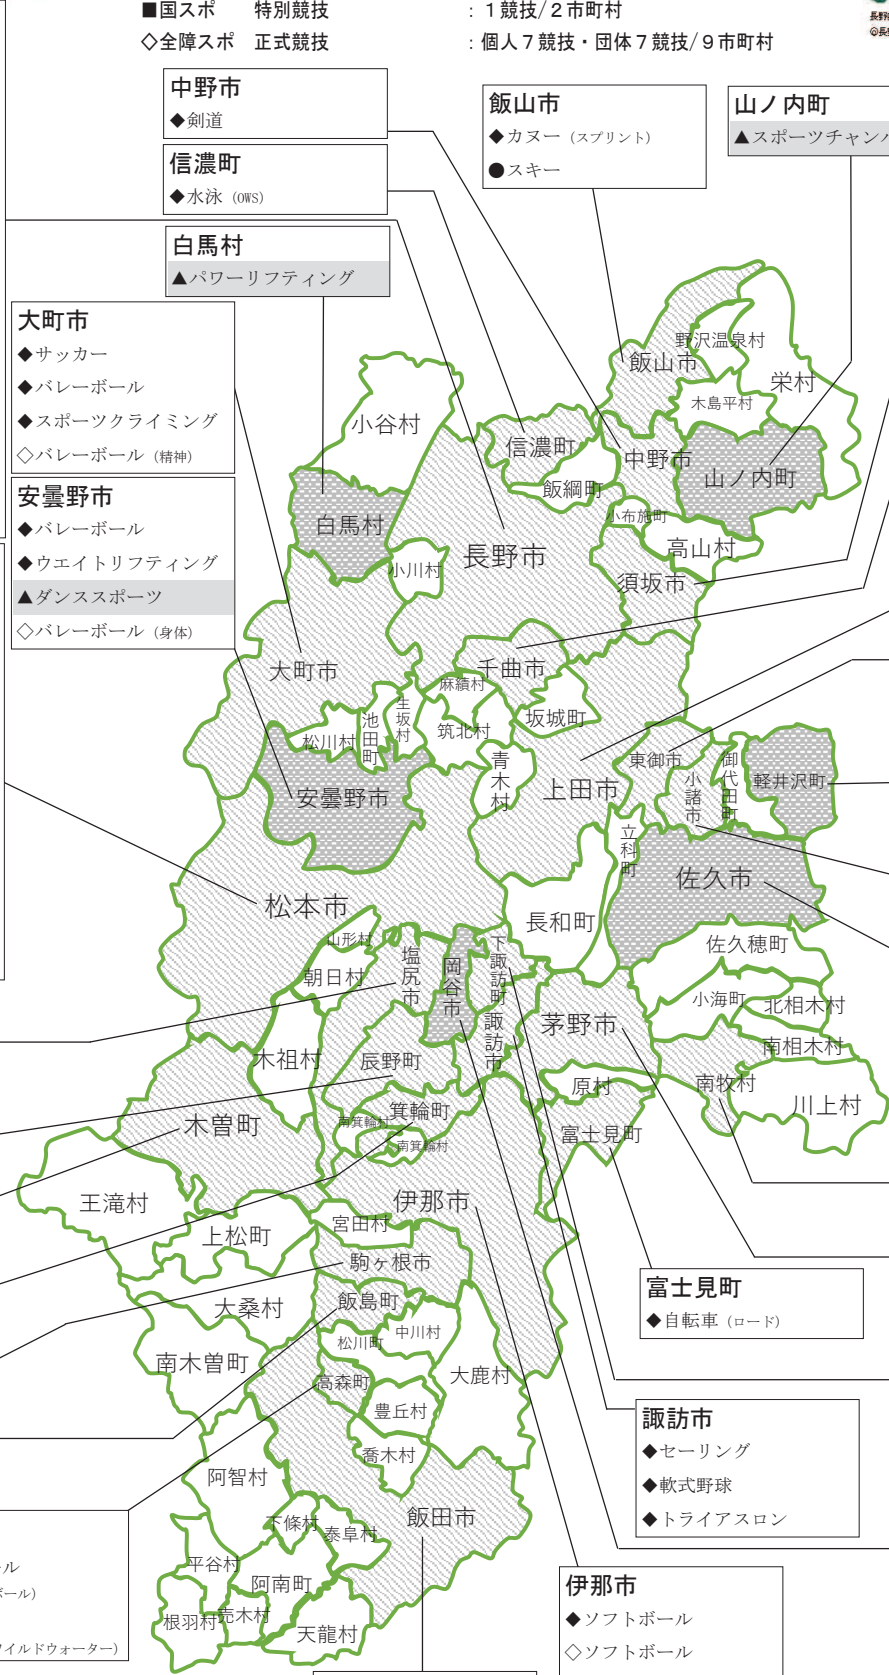 ■国スポ　特別競技　：１競技/２市町村
◇全障スポ　正式競技　：個人７競技・団体７競技/９市町村
中野市
◆剣道
信濃町
◆水泳（OWS）
白馬村
▲パワーリフティング
飯山市
◆カヌー（スプリント）
●スキー
山ノ内町
▲スポーツチャンバ
大町市
◆サッカー
◆バレーボール
◆スポーツクライミング
◇バレーボール（精神）
安曇野市
◆バレーボール
◆ウエイトリフティング
▲ダンススポーツ
◇バレーボール（身体）
野沢温泉村
飯山市
栄村
木島平村
小谷村
信濃町
中野市
山ノ内町
飯綱町
白馬村
小布施町
高山村
長野市
小川村
須坂市
大町市
千曲市
麻績村
生坂村
池田町
松川村
筑北村
坂城町
青木村
東御市
小諸市
御代田町
軽井沢町
上田市
安曇野市
立科町
佐久市
松本市
長和町
山形村
朝日村
塩尻市
岡谷市
下諏訪町
諏訪市
佐久穂町
小海町
北相木村
南相木村
茅野市
木祖村
辰野町
原村
南牧村
川上村
木曽町
箕輪町
南箕輪村
南箕輪村
富士見町
伊那市
王滝村
宮田村
上松町
駒ヶ根市
大桑村
飯島町
中川村
松川町
南木曽町
高森町
大鹿村
豊丘村
喬木村
阿智村
飯田市
下條村
泰阜村
平谷村
阿南町
根羽村
売木村
天龍村
富士見町
◆自転車（ロード）
諏訪市
◆セーリング
◆軟式野球
◆トライアスロン
伊那市
◆ソフトボール
◇ソフトボール
ール
ボール）
ワイルドウォーター）